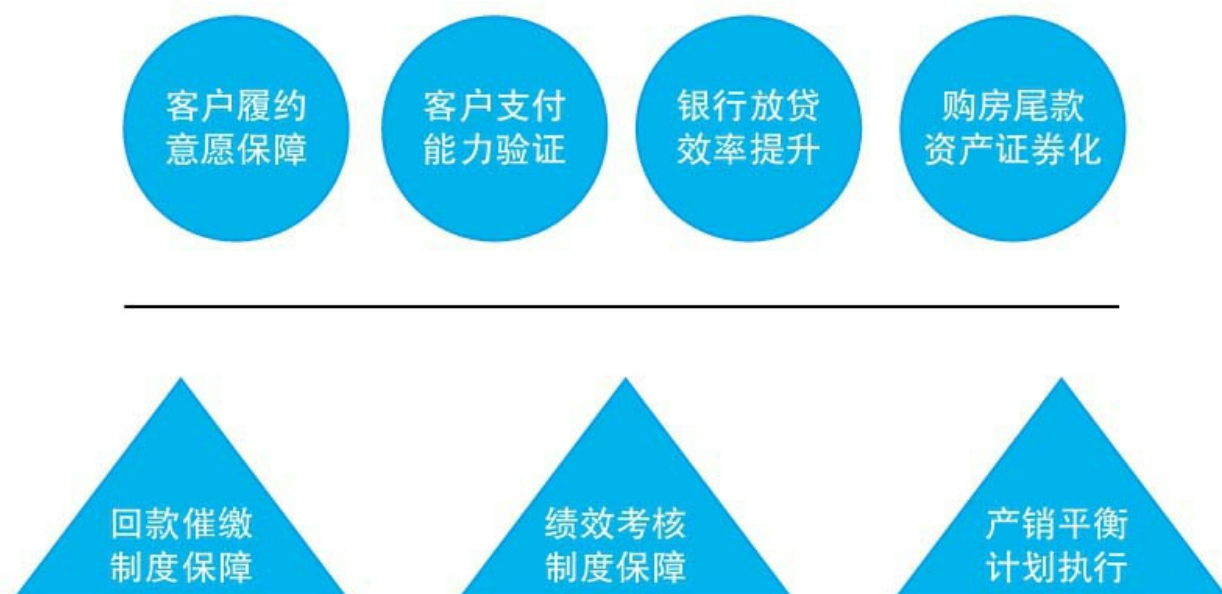 客户履约
意愿保障
客户支付
能力验证
银行放贷
效率提升
购房尾款
资产证券化
回款催缴
制度保障
绩效考核
制度保障
产销平衡
计划执行